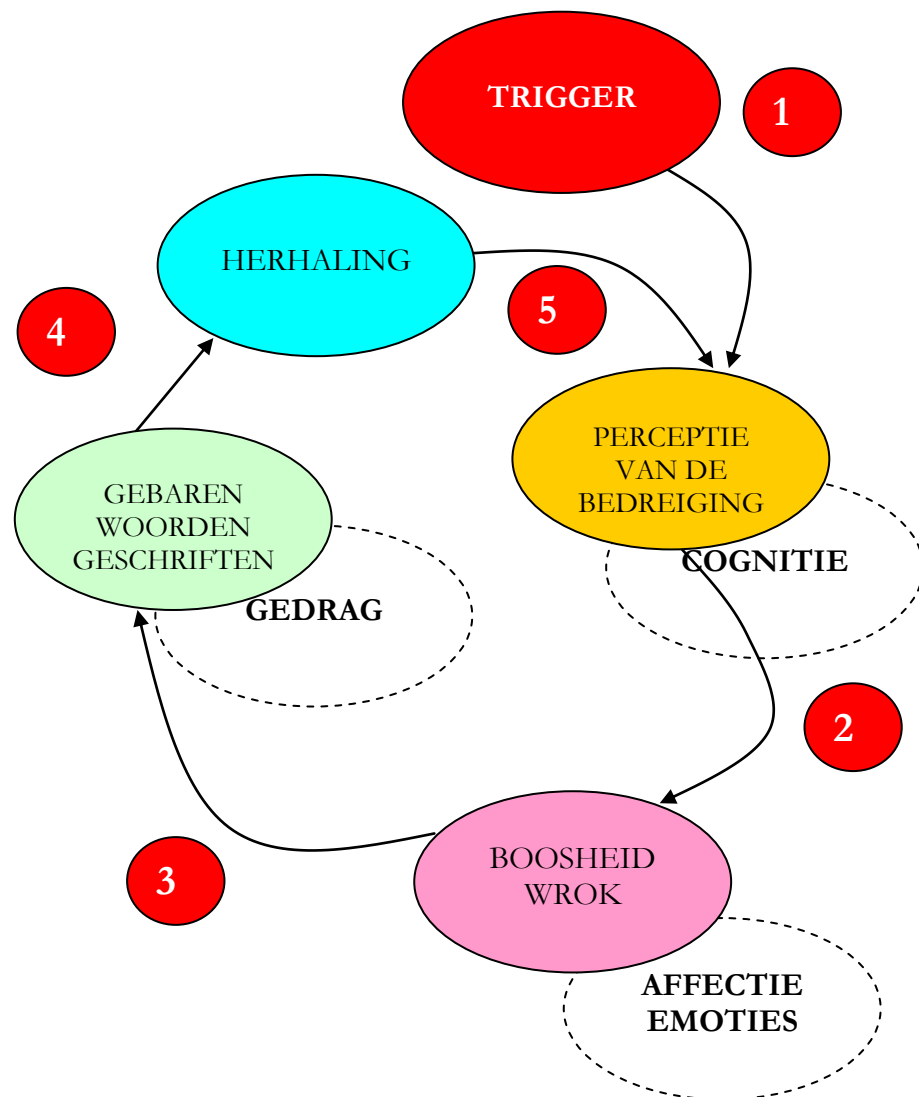 TRIGGER
1
HERHALING
5
4
PERCEPTIE
VAN DE
BEDREIGING
GEBAREN
WOORDEN
GESCHRIFTEN
COGNITIE
GEDRAG
2
BOOSHEID
WROK
3
AFFECTIE
EMOTIES